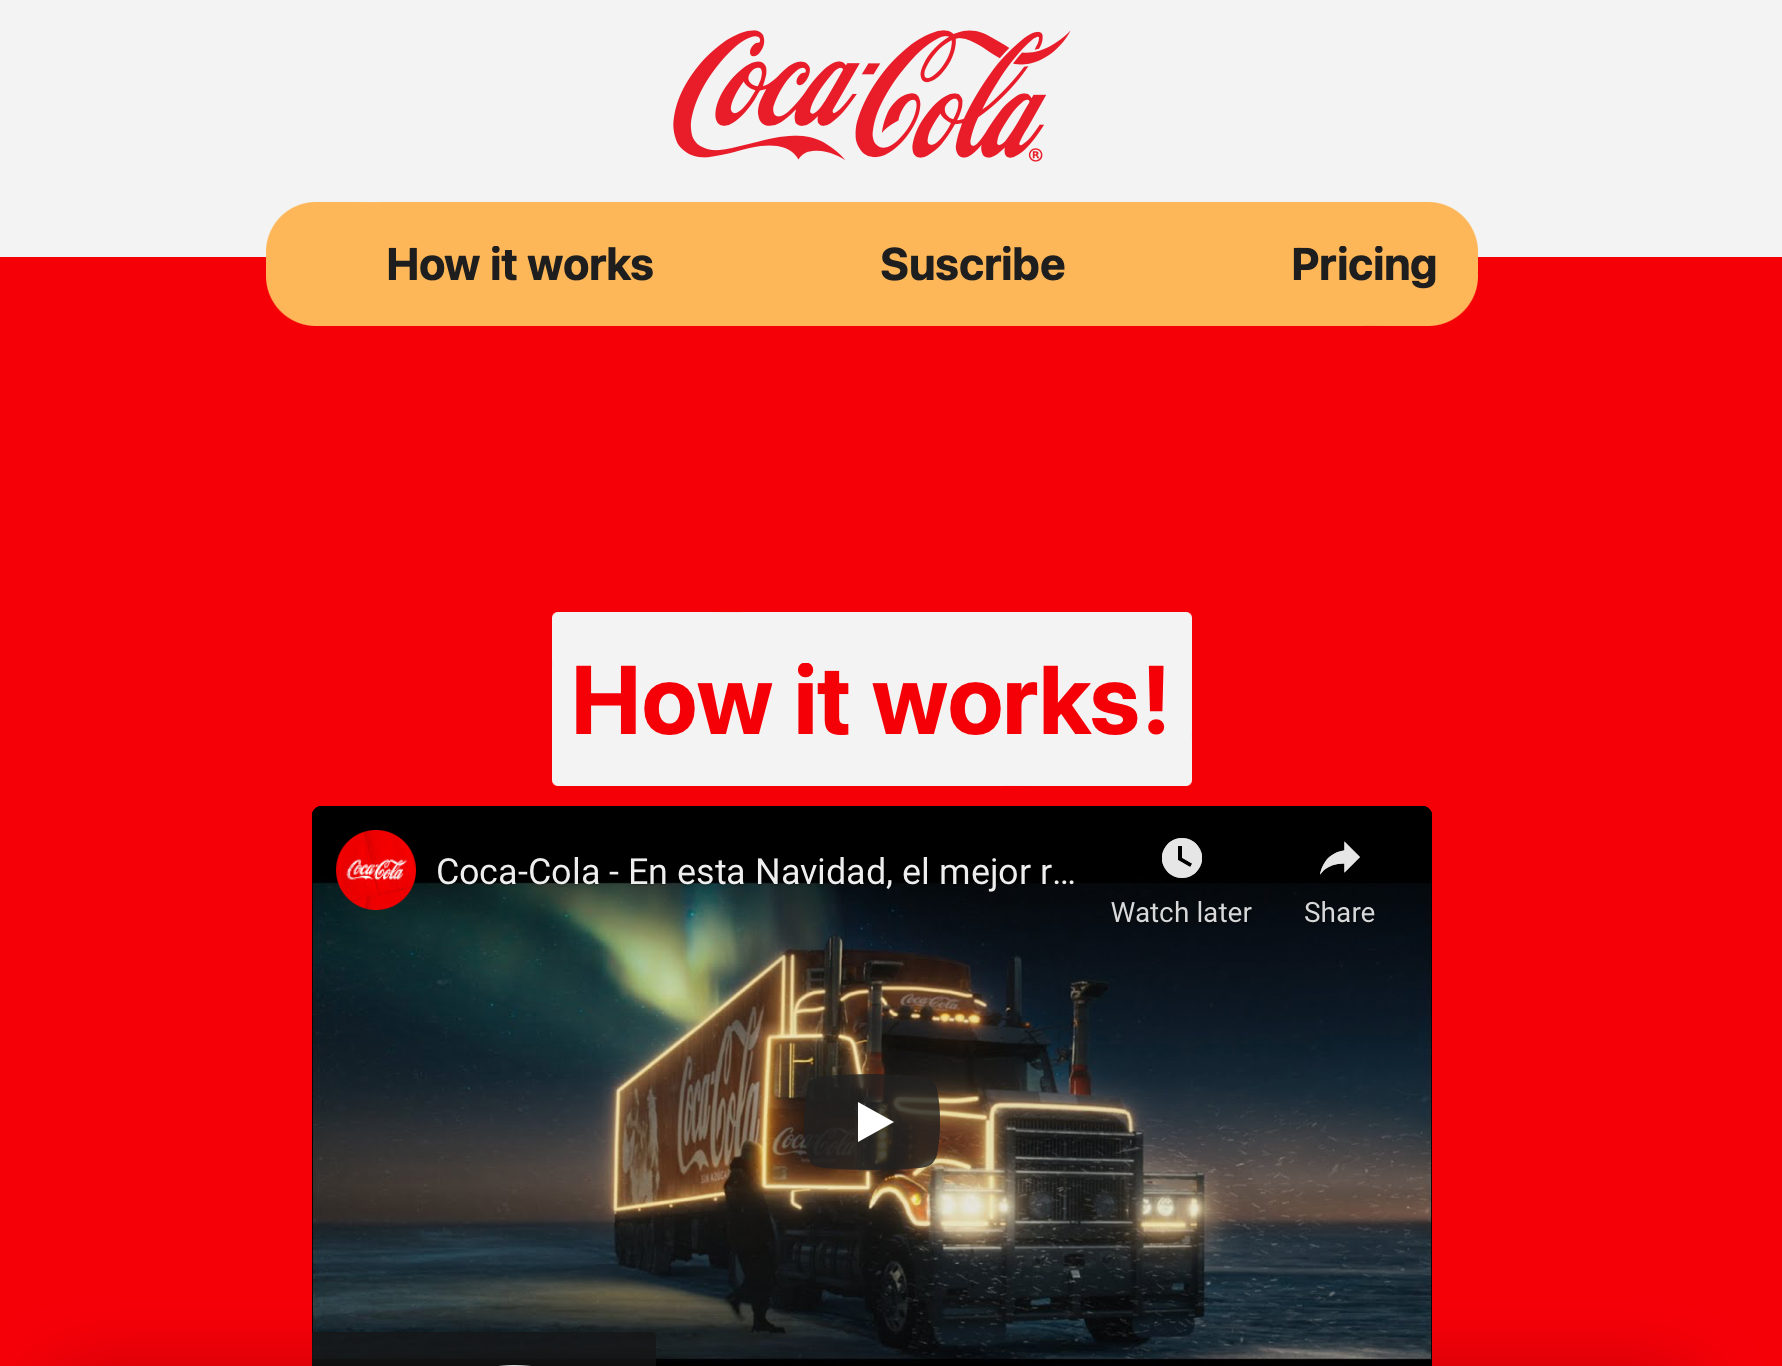 Coca-Cola®
How it works Suscribe Pricing
How it works!
Coca-Cola
Coca-Cola - En esta Navidad, el mejor r...
Watch later Share
Coca-Cola
Coca-Cola
Coca-Cola